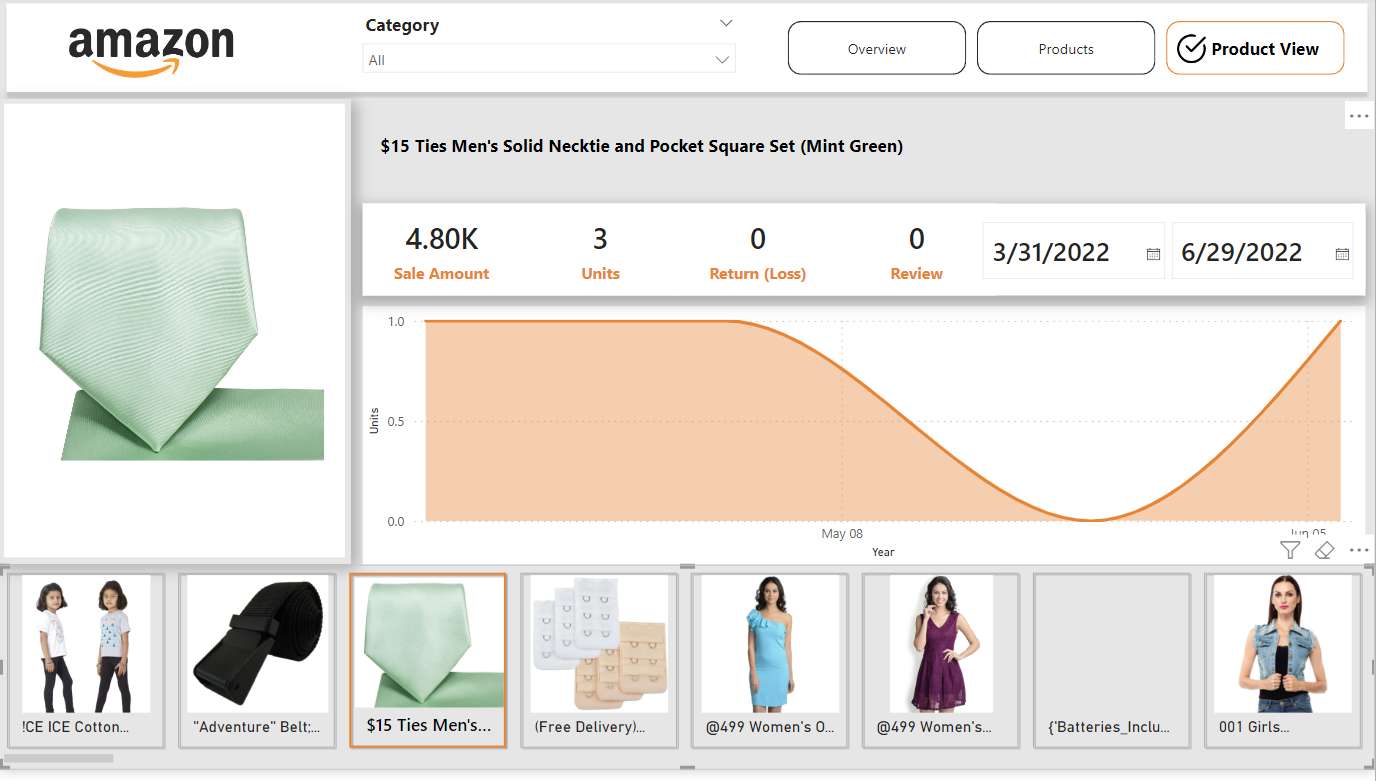 amazon
Category
All
Overview
Products
Product View
$15 Ties Men's Solid Necktie and Pocket Square Set (Mint Green)
4.80K
Sale Amount
3
Units
0
Return (Loss)
0
Review
3/31/2022
6/29/2022
1.0
0.5
0.0
Units
May 08
Jun 05
Year
!CE ICE Cotton...
"Adventure" Belt;...
$15 Ties Men's...
(Free Delivery)...
@499 Women's O...
@499 Women's...
{'Batteries_Inclu...
001 Girls...